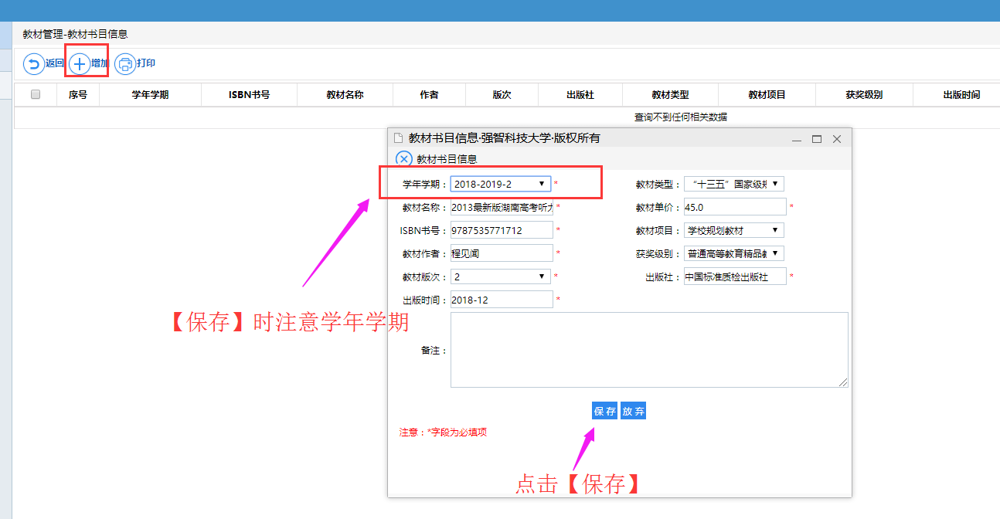 教材管理-教材书目信息
返回 增加 打印
序号 学年学期 ISBN书号 教材名称 作者 版次 出版社 教材类型 教材项目 获奖级别 出版时间
查询不到任何相关数据
教材书目信息·强智科技大学·版权所有
教材书目信息
学年学期： 2018-2019-2 * 教材类型： “十三五”国家级规
教材名称： 2013最新版湖南高考听力 * 教材单价： 45.0 *
ISBN书号： 9787535771712 * 教材项目： 学校规划教材
教材作者： 程见闻 * 获奖级别： 普通高等教育精品教
教材版次： 2 * 出版社： 中国标准质检出版社 *
出版时间： 2018-12 *
【保存】时注意学年学期
备注：
保存 放弃
注意：*字段为必填项
点击【保存】